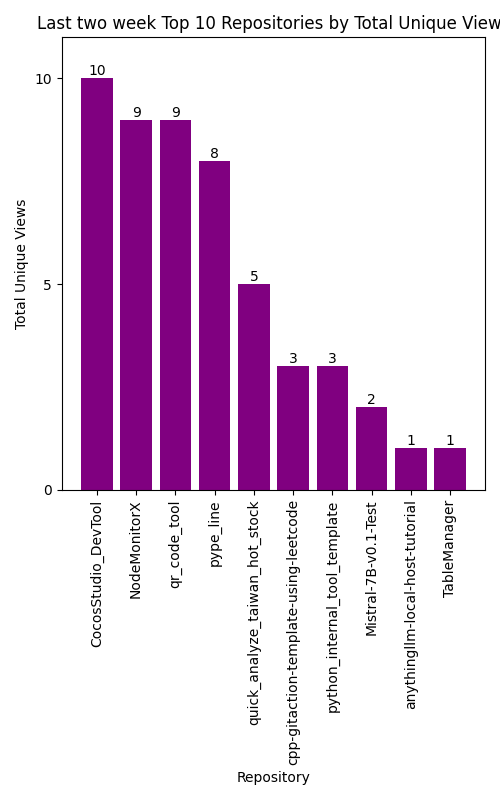 Last two week Top 10 Repositories by Total Unique View
10
9
9
8
5
3
3
2
1
1
10
5
0
Total Unique Views
CocosStudio_DevTool
NodeMonitorX
qr_code_tool
pype_line
quick_analyze_taiwan_hot_stock
cpp-gitaction-template-using-leetcode
python_internal_tool_template
Mistral-7B-v0.1-Test
anythingllm-local-host-tutorial
TableManager
Repository